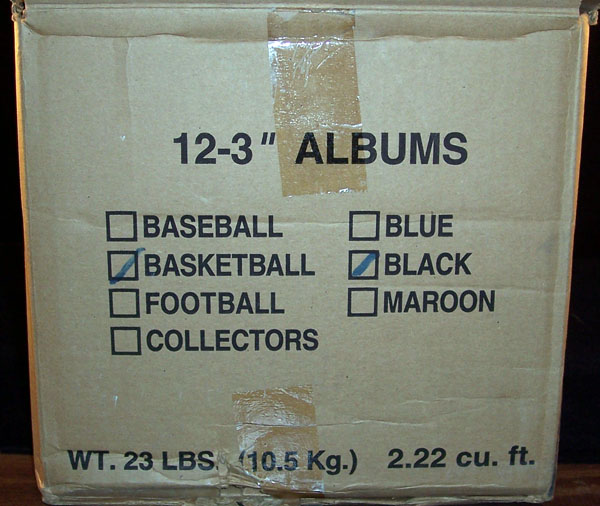 12-3" ALBUMS
BASEBALL BLUE
BASKETBALL BLACK
FOOTBALL MAROON
COLLECTORS
WT. 23 LBS. (10.5 Kg.) 2.22 cu. ft.